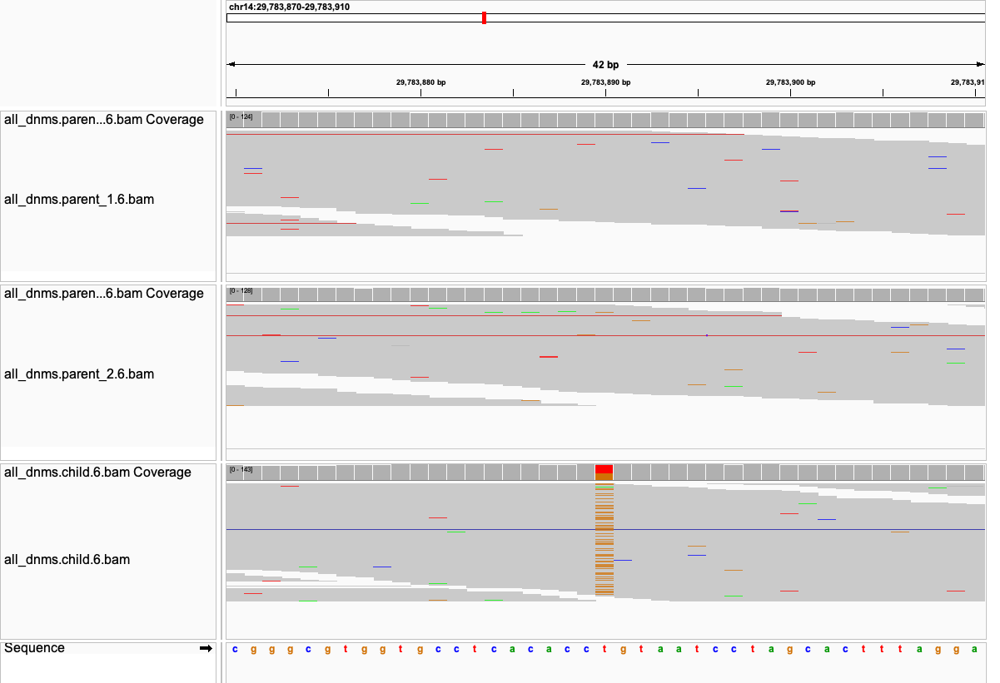 chr14:29,783,870-29,783,910
42 bp
29,783,880 bp 29,783,890 bp 29,783,900 bp 29,783,91
all_dnms.paren...6.bam Coverage [0 - 124]
all_dnms.parent_1.6.bam
all_dnms.paren...6.bam Coverage [0 - 128]
all_dnms.parent_2.6.bam
all_dnms.child.6.bam Coverage [0 - 143]
all_dnms.child.6.bam
Sequence c g g g c g t g g t g c c t c a c a c c t g t a a t c c t a g c a c t t t a g g a